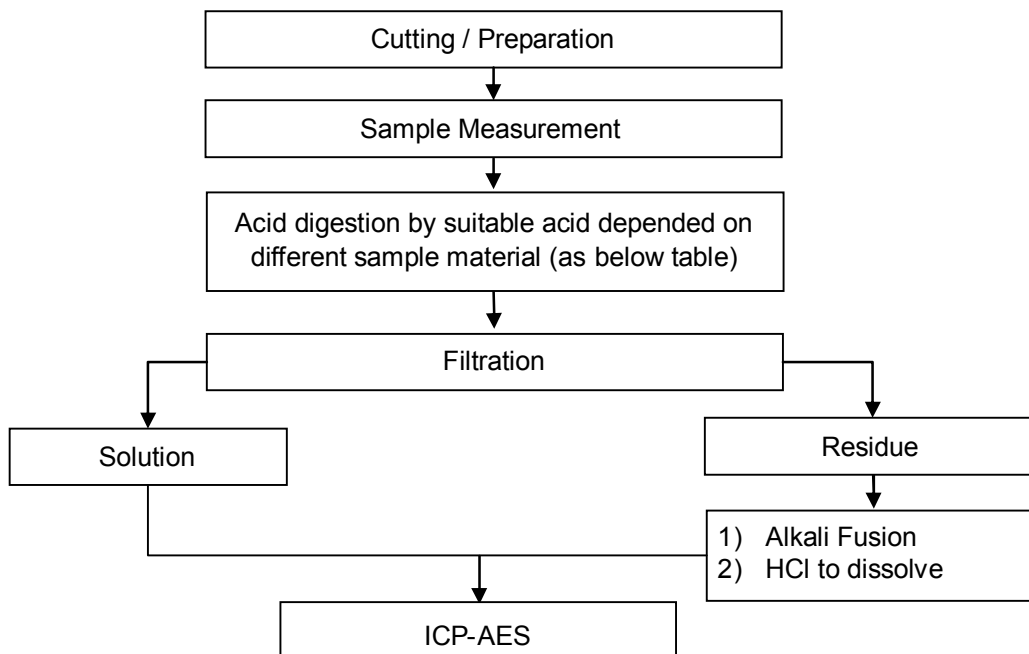 Cutting / Preparation
Sample Measurement
Acid digestion by suitable acid depended on
different sample material (as below table)
Filtration
Solution
Residue
1) Alkali Fusion
2) HCl to dissolve
ICP-AES